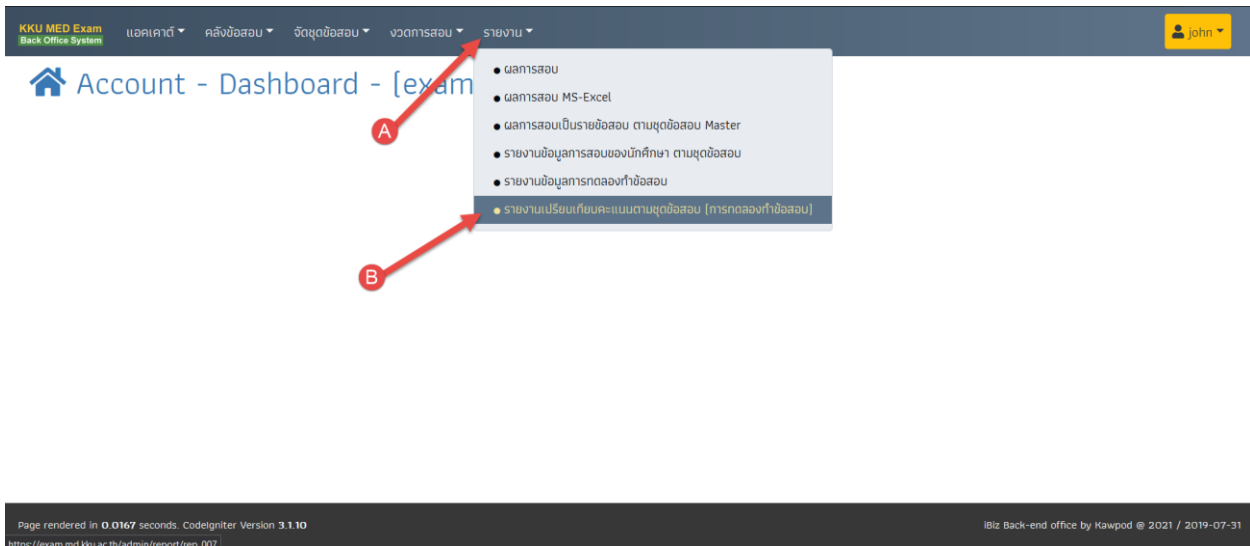 KKU MED Exam
Back Office System
แอคเคาต์ คลังข้อสอบ จัดชุดข้อสอบ งวดการสอบ รายงาน john
Account - Dashboard - [exam
ผลการสอบ
ผลการสอบ MS-Excel
ผลการสอบเป็นรายข้อสอบ ตามชุดข้อสอบ Master
รายงานข้อมูลการสอบของนักศึกษา ตามชุดข้อสอบ
รายงานข้อมูลการทดลองทำข้อสอบ
รายงานเปรียบเทียบคะแนนตามชุดข้อสอบ [การทดลองทำข้อสอบ]
A
B
Page rendered in 0.0167 seconds. CodeIgniter Version 3.1.10
iBiz Back-end office by Kawpod @ 2021 / 2019-07-31
https://exam.md.kku.ac.th/admin/report/rep_007